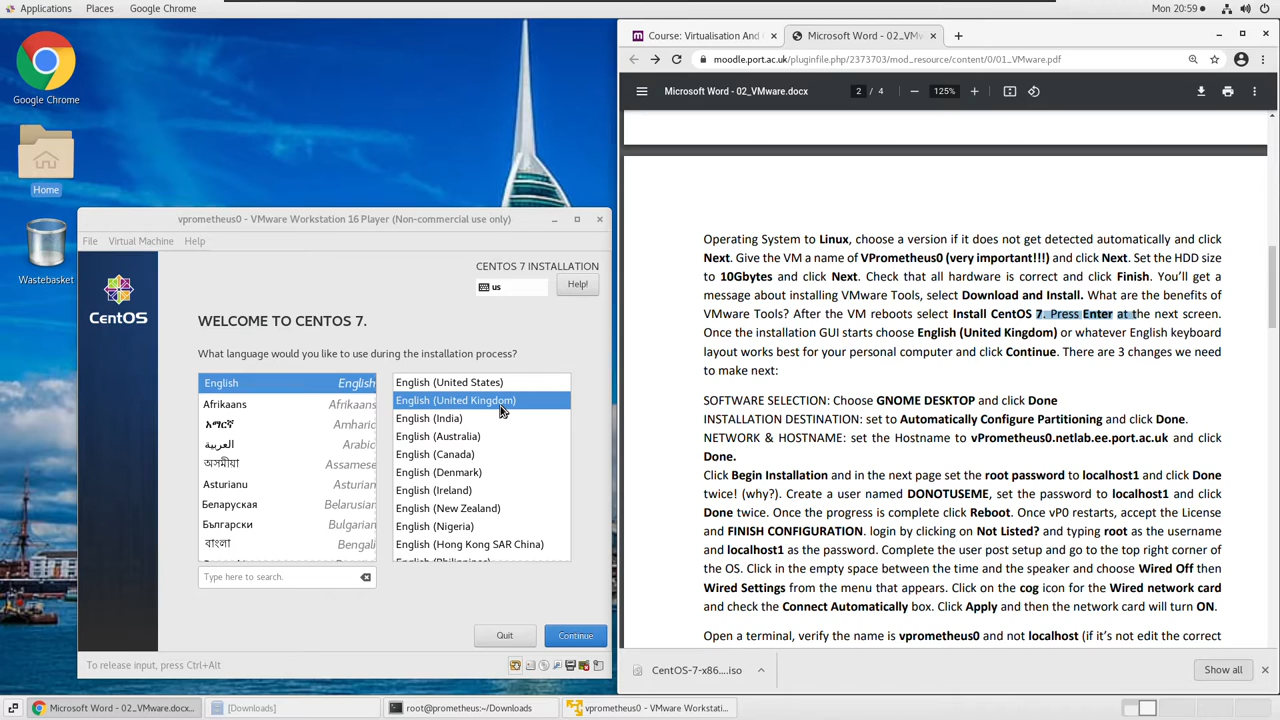 Applications Places Google Chrome
Mon 20:59
Google Chrome
Home
Wastebasket
vprometheus0 - VMware Workstation 16 Player (Non-commercial use only)
File Virtual Machine Help
CentOS
CENTOS 7 INSTALLATION
us
Help!
WELCOME TO CENTOS 7.
What language would you like to use during the installation process?
English English
Afrikaans Afrikaans
አማርኛ Amharic
العربية Arabic
অসমীয়া Assamese
Asturianu Asturian
Беларуская Belarusian
Български Bulgarian
বাংলা Bengali
Type here to search.
English (United States)
English (United Kingdom)
English (India)
English (Australia)
English (Canada)
English (Denmark)
English (Ireland)
English (New Zealand)
English (Nigeria)
English (Hong Kong SAR China)
English (Philippines)
Quit
Continue
To release input, press Ctrl+Alt
Course: Virtualisation And
Microsoft Word - 02_VM
moodle.port.ac.uk/pluginfile.php/2373703/mod_resource/content/0/01_VMware.pdf
Microsoft Word - 02_VMware.docx
2 / 4
125%
Operating System to Linux, choose a version if it does not get detected automatically and click
Next. Give the VM a name of VPrometheus0 (very important!!!) and click Next. Set the HDD size
to 10Gbytes and click Next. Check that all hardware is correct and click Finish. You'll get a
message about installing VMware Tools, select Download and Install. What are the benefits of
VMware Tools? After the VM reboots select Install CentOS 7. Press Enter at the next screen.
Once the installation GUI starts choose English (United Kingdom) or whatever English keyboard
layout works best for your personal computer and click Continue. There are 3 changes we need
to make next:
SOFTWARE SELECTION: Choose GNOME DESKTOP and click Done
INSTALLATION DESTINATION: set to Automatically Configure Partitioning and click Done.
NETWORK & HOSTNAME: set the Hostname to vPrometheus0.netlab.ee.port.ac.uk and click
Done.
Click Begin Installation and in the next page set the root password to localhost1 and click Done
twice! (why?). Create a user named DONOTUSEME, set the password to localhost1 and click
Done twice. Once the progress is complete click Reboot. Once vP0 restarts, accept the License
and FINISH CONFIGURATION. login by clicking on Not Listed? and typing root as the username
and localhost1 as the password. Complete the user post setup and go to the top right corner of
the OS. Click in the empty space between the time and the speaker and choose Wired Off then
Wired Settings from the menu that appears. Click on the cog icon for the Wired network card
and check the Connect Automatically box. Click Apply and then the network card will turn ON.
Open a terminal, verify the name is vprometheus0 and not localhost (if it's not edit the correct
CentOS-7-x86....iso
Show all
Microsoft Word - 02_VMware.docx...
[Downloads]
root@prometheus:~/Downloads
vprometheus0 - VMware Workstati...